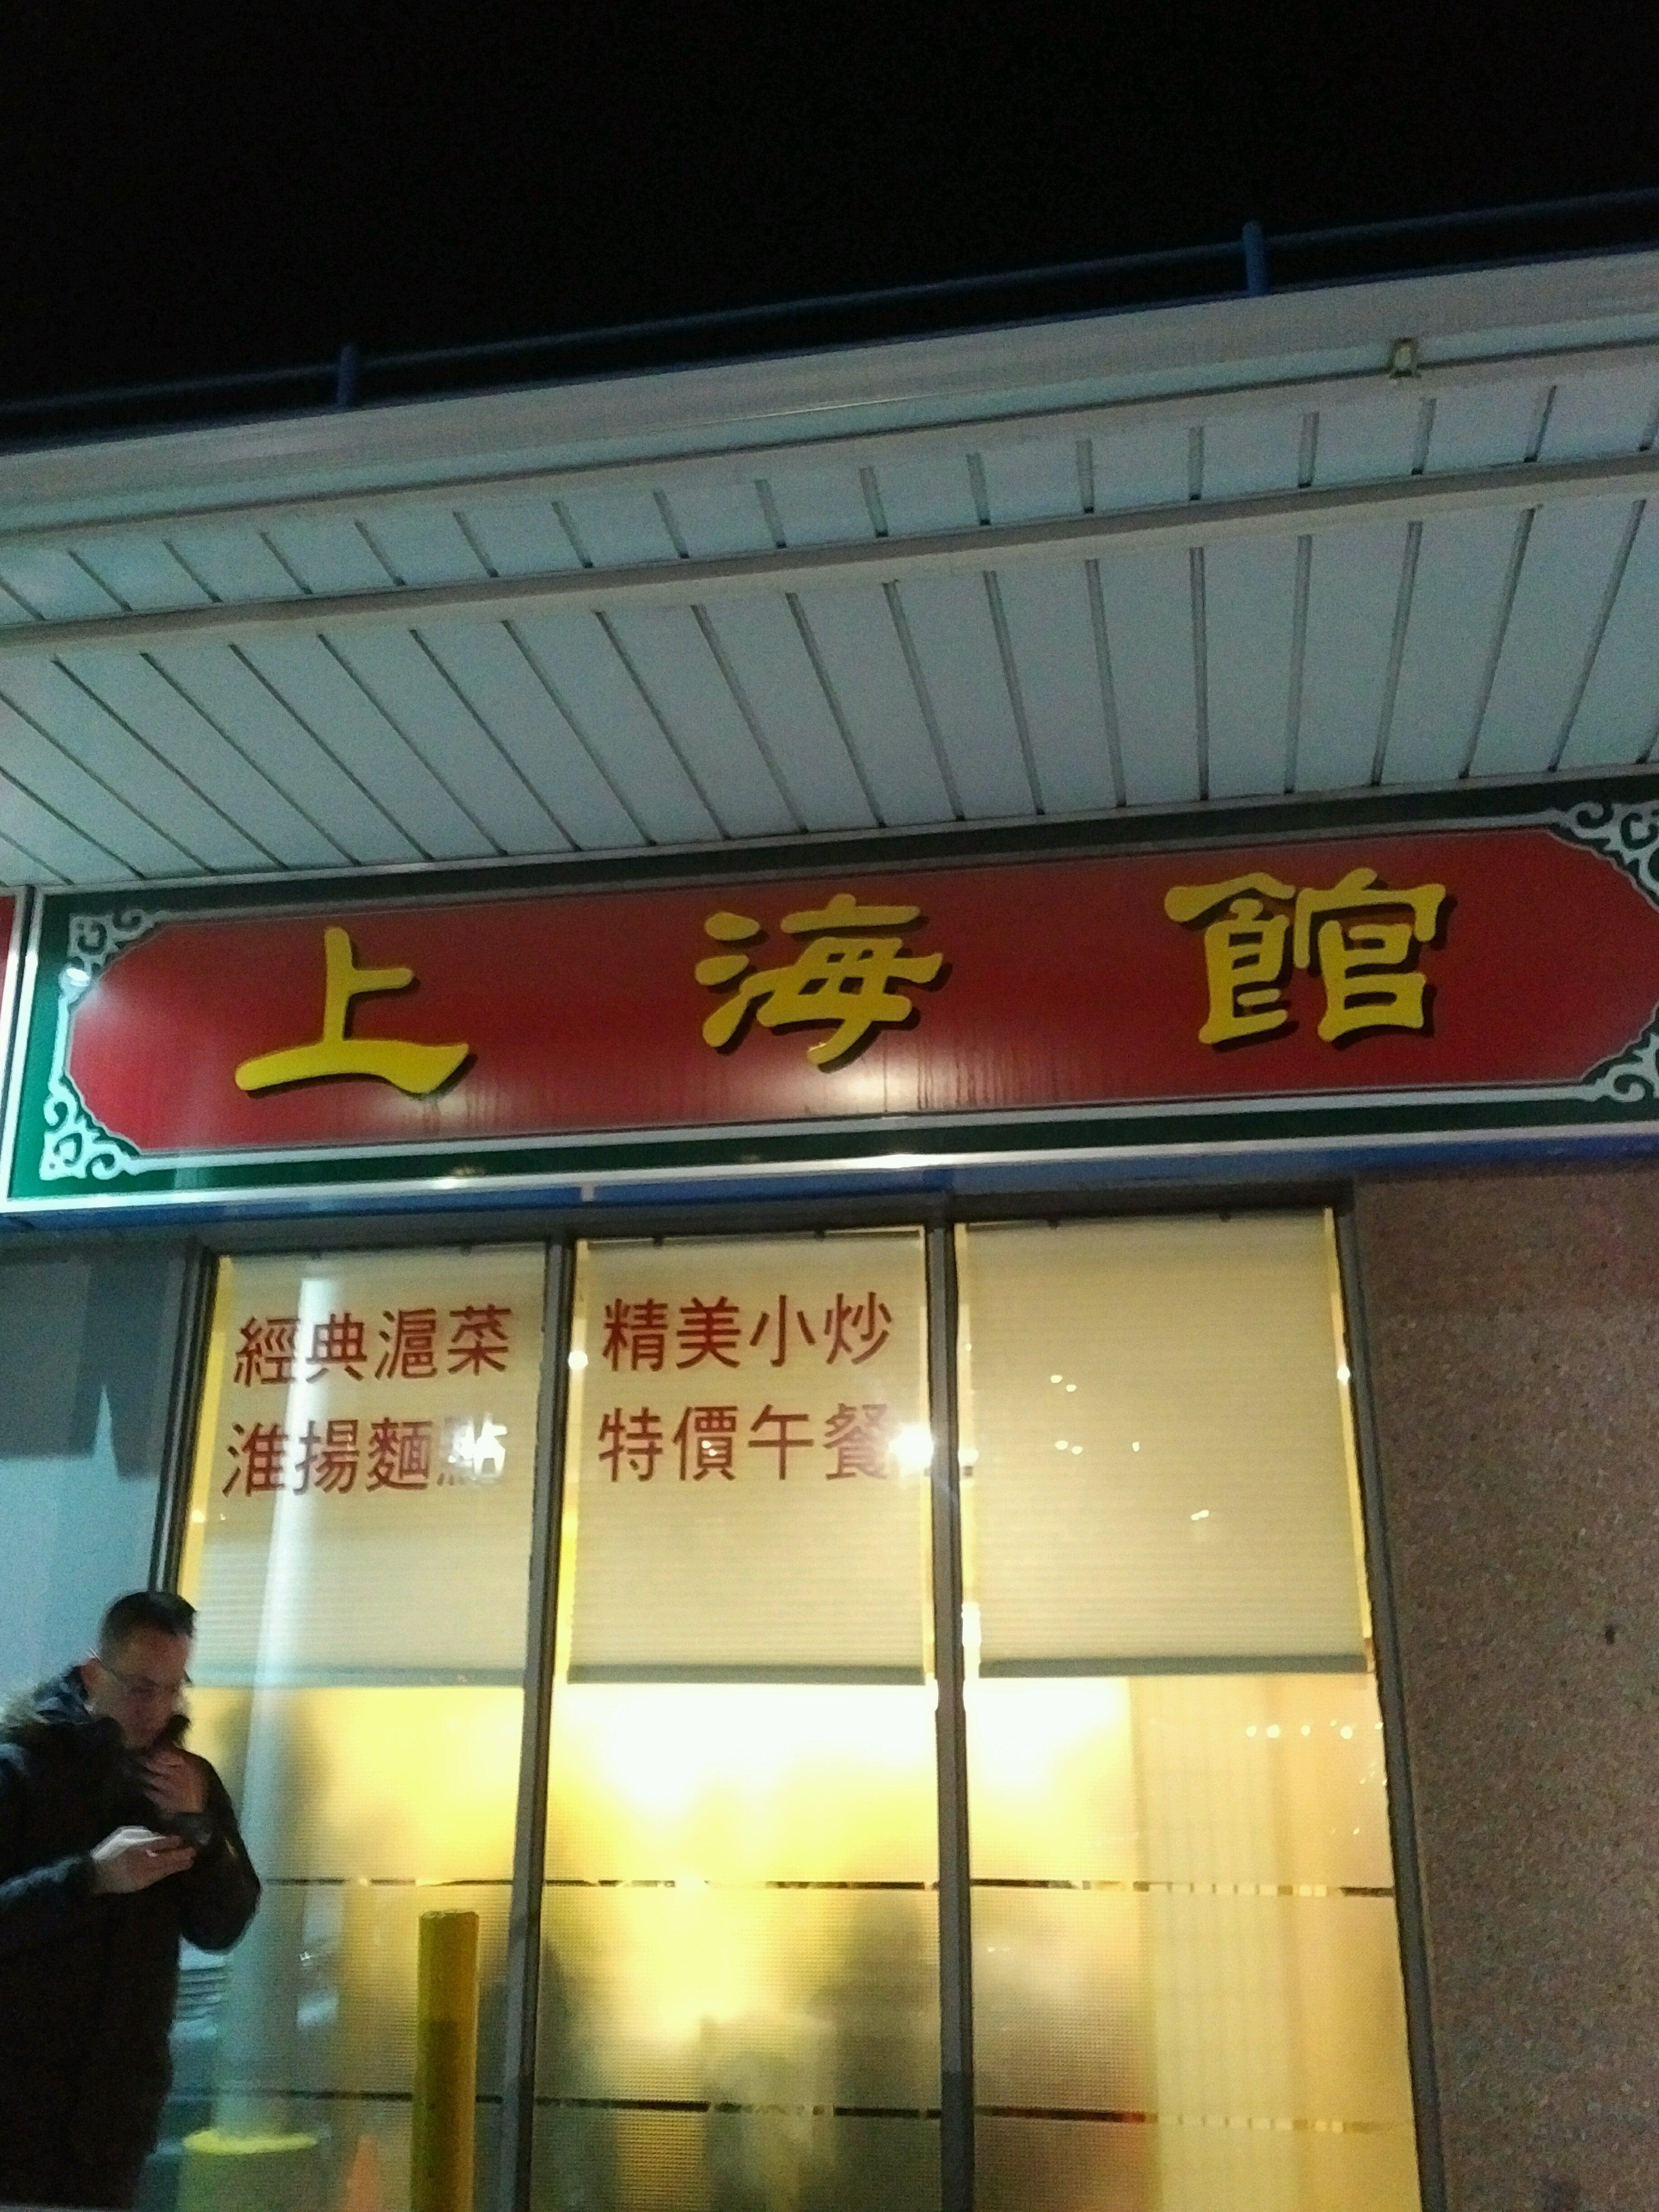 上海館
經典滬菜
淮揚麵點
精美小炒
特價午餐